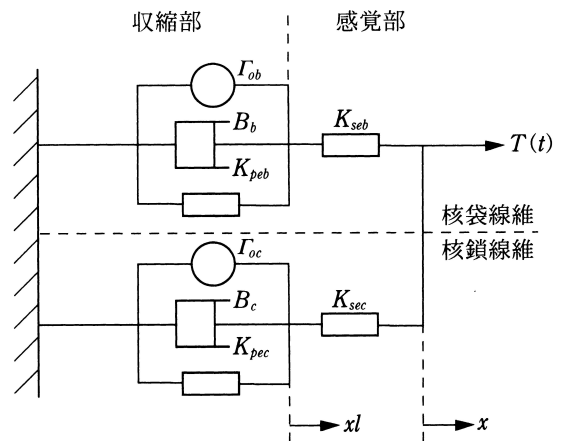 収縮部
感覚部
Γob
Bb
Kpeb
Kseb
T(t)
核袋線維
核鎖線維
Γoc
Bc
Kpec
Ksec
xl
x